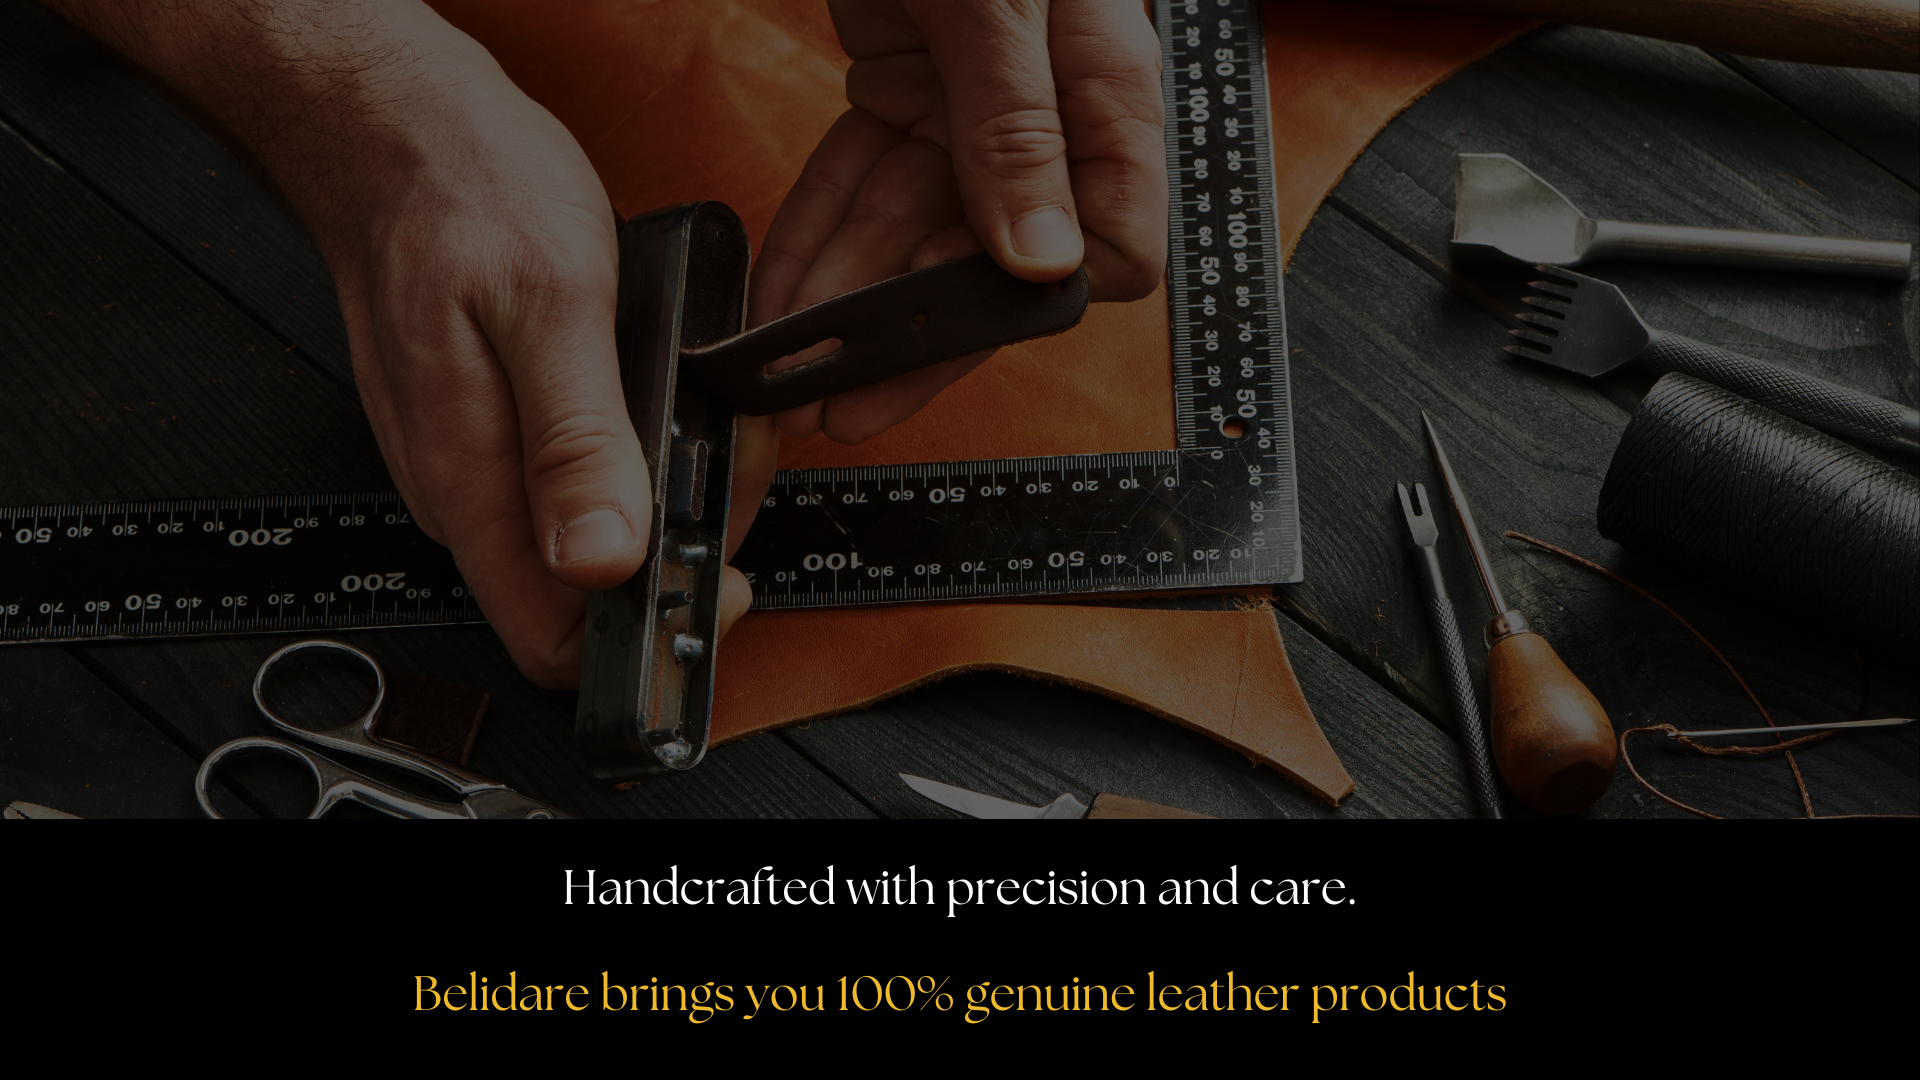 Handcrafted with precision and care.
Belidare brings you 100% genuine leather products